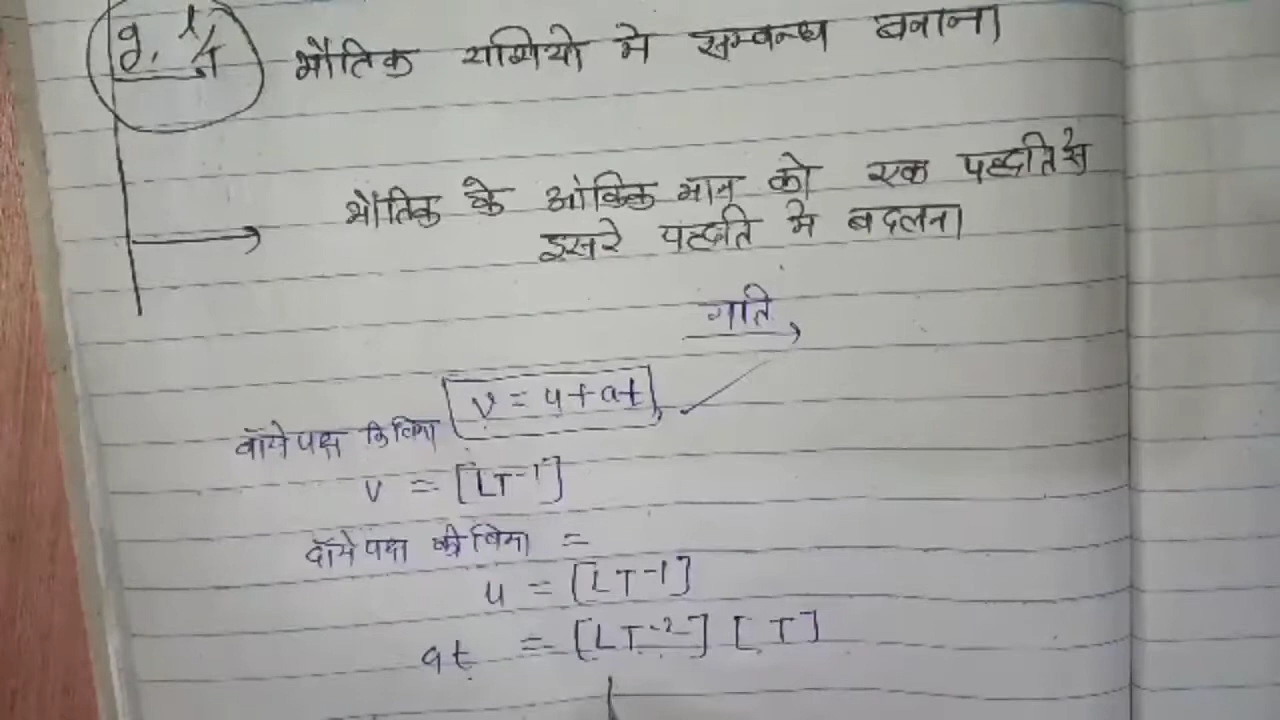 भौतिक राशियो मे सम्बन्ध बनाना
भौतिक के आंकिक मान को एक पद्धति से
दूसरे पद्धति मे बदलना
गति
v = u + at
बाँये पक्ष कि विमा
v = [LT⁻¹]
दाँये पक्ष की विमा =
u = [LT⁻¹]
at = [LT⁻²] [T]